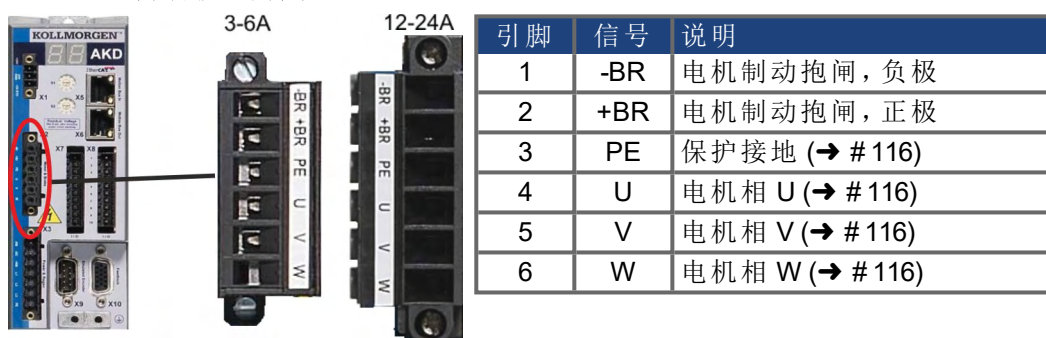 3-6A
12-24A
KOLLMORGEN
88 AKD
X1
X5
X6
X7
X8
X3
X9
X10
-BR +BR PE U V W
-BR +BR PE U V W
引脚 信号 说明
1 -BR 电机制动抱闸，负极
2 +BR 电机制动抱闸，正极
3 PE 保护接地 (➜ # 116)
4 U 电机相 U (➜ # 116)
5 V 电机相 V (➜ # 116)
6 W 电机相 W (➜ # 116)